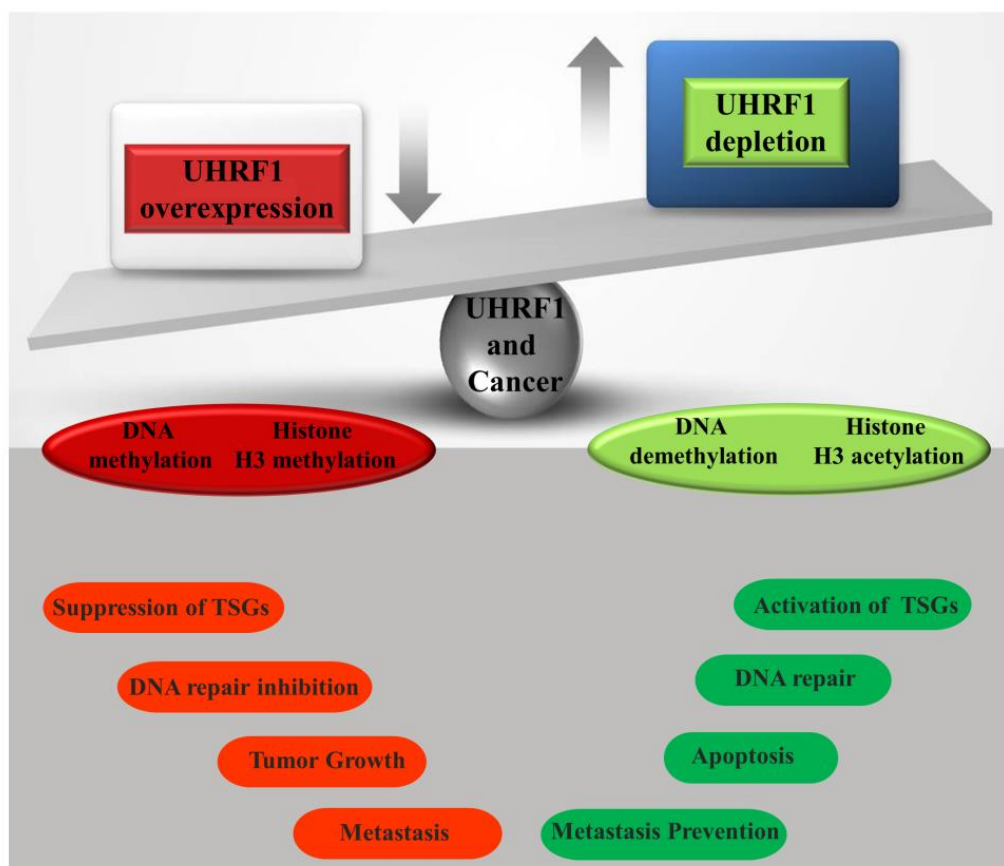 UHRF1
overexpression
UHRF1
depletion
UHRF1
and
Cancer
DNA
methylation
Histone
H3 methylation
DNA
demethylation
Histone
H3 acetylation
Suppression of TSGs
DNA repair inhibition
Tumor Growth
Metastasis
Activation of TSGs
DNA repair
Apoptosis
Metastasis Prevention